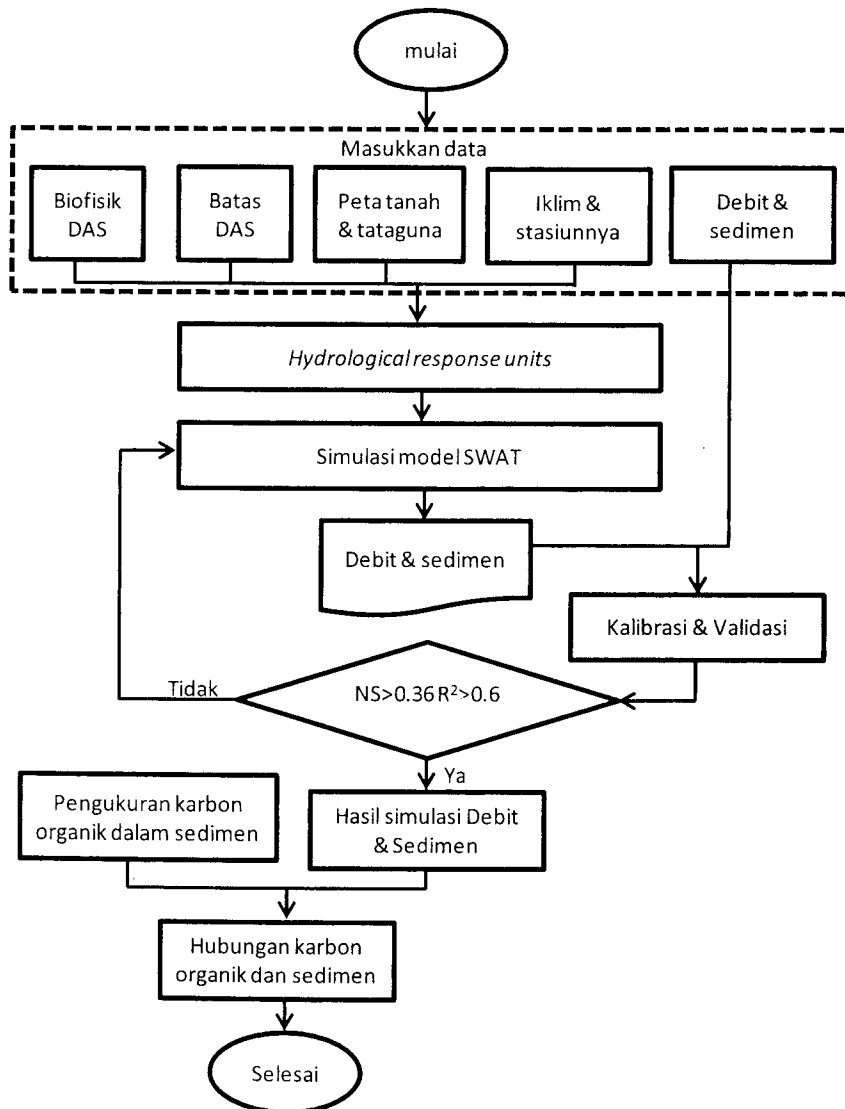 mulai
Masukkan data
Biofisik
DAS
Batas
DAS
Peta tanah
& tataguna
Iklim &
stasiunnya
Debit &
sedimen
Hydrological response units
Simulasi model SWAT
Debit & sedimen
Kalibrasi & Validasi
NS>0.36 R²>0.6
Tidak
Ya
Pengukuran karbon
organik dalam sedimen
Hasil simulasi Debit
& Sedimen
Hubungan karbon
organik dan sedimen
Selesai